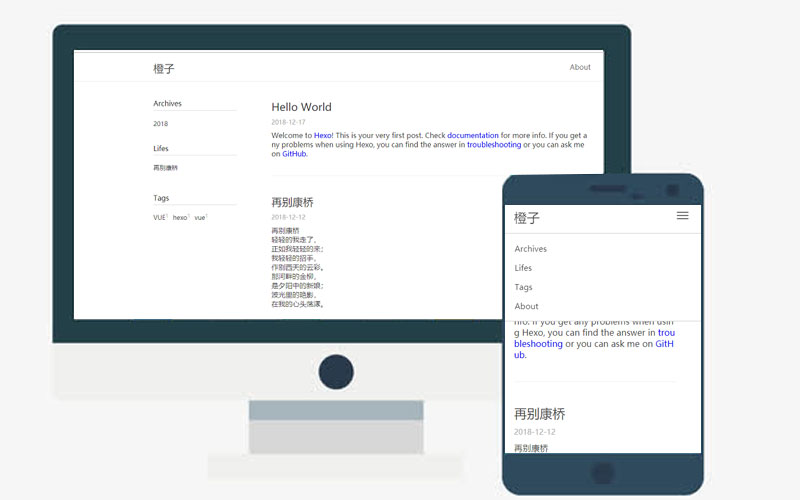 橙子
About
Archives
2018
Lifes
再别康桥
Tags
VUE1 hexo1 vue1
Hello World
2018-12-17
Welcome to Hexo! This is your very first post. Check documentation for more info. If you get a
ny problems when using Hexo, you can find the answer in troubleshooting or you can ask me
on GitHub.
再别康桥
2018-12-12
再别康桥
轻轻的我走了，
正如我轻轻的来；
我轻轻的招手，
作别西天的云彩。
那河畔的金柳，
是夕阳中的新娘；
波光里的艳影，
在我的心头荡漾。
橙子
Archives
Lifes
Tags
About
nfo. If you get any problems when usin
g Hexo, you can find the answer in trou
bleshooting or you can ask me on GitH
ub.
再别康桥
2018-12-12
再别康桥